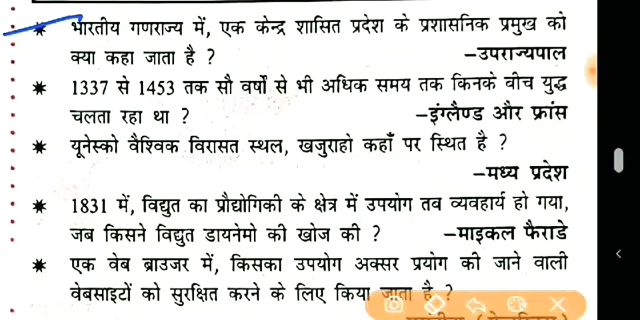 * भारतीय गणराज्य में, एक केन्द्र शासित प्रदेश के प्रशासनिक प्रमुख को
क्या कहा जाता है ? –उपराज्यपाल
* 1337 से 1453 तक सौ वर्षों से भी अधिक समय तक किनके वीच युद्ध
चलता रहा था ? –इंग्लैण्ड और फ्रांस
* यूनेस्को वैश्विक विरासत स्थल, खजुराहो कहाँ पर स्थित है ?
–मध्य प्रदेश
* 1831 में, विद्युत का प्रौद्योगिकी के क्षेत्र में उपयोग तव व्यवहार्य हो गया,
जब किसने विद्युत डायनेमो की खोज की ? –माइकल फैराडे
* एक वेब ब्राउजर में, किसका उपयोग अक्सर प्रयोग की जाने वाली
वेबसाइटों को सुरक्षित करने के लिए किया जाता है ?